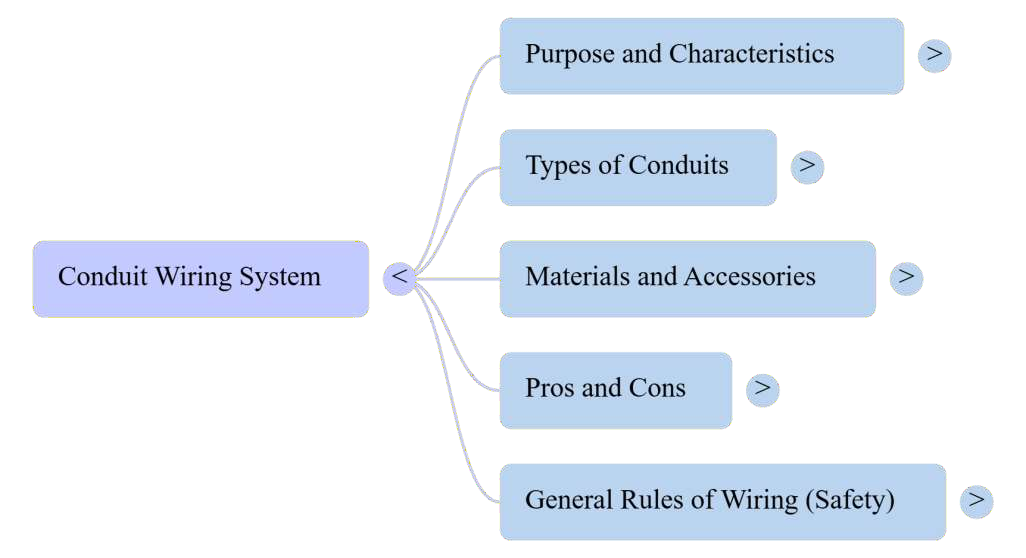 Purpose and Characteristics >
Types of Conduits >
Conduit Wiring System <
Materials and Accessories >
Pros and Cons >
General Rules of Wiring (Safety) >